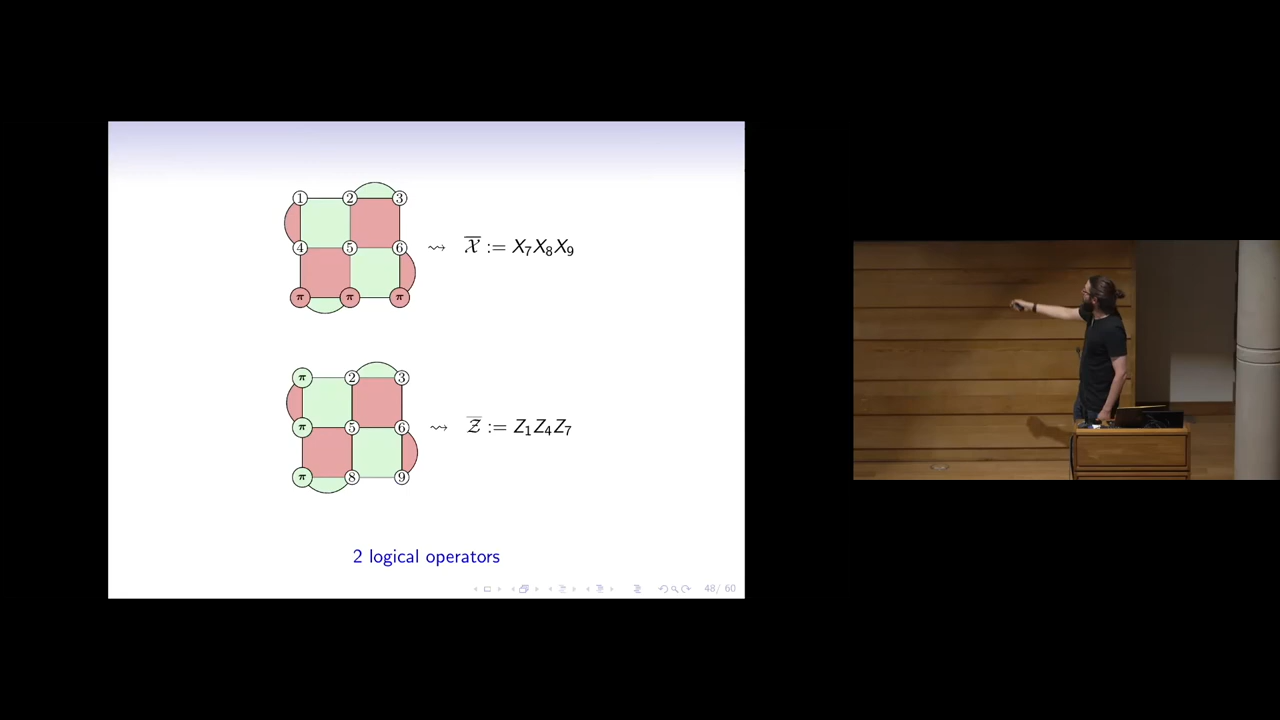 1 2 3
4 5 6 ⇝ X̅ := X₇X₈X₉
π π π
π 2 3
π 5 6 ⇝ Z̅ := Z₁Z₄Z₇
π 8 9
2 logical operators
48/ 60